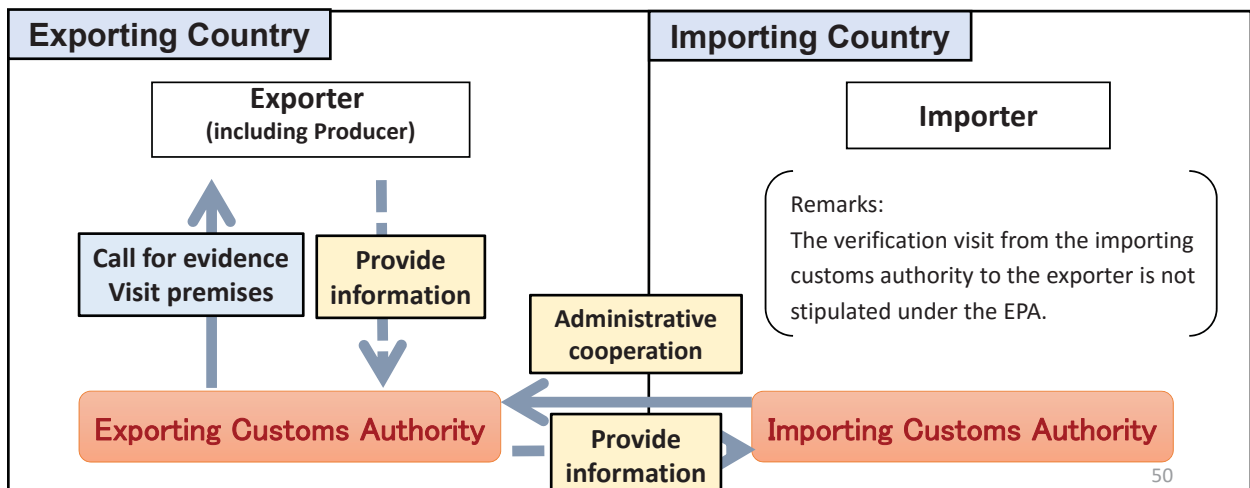 Exporting Country
Importing Country
Exporter
(including Producer)
Importer
Remarks:
The verification visit from the importing
customs authority to the exporter is not
stipulated under the EPA.
Call for evidence
Visit premises
Provide
information
Administrative
cooperation
Exporting Customs Authority
Provide
information
Importing Customs Authority
50